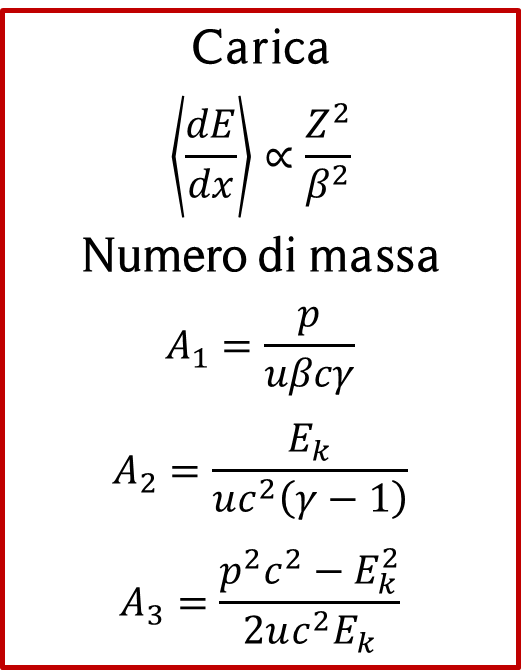 Carica
⟨dE/dx⟩ ∝ Z²/β²
Numero di massa
A₁ = p/(uβcγ)
A₂ = E_k/(uc²(γ − 1))
A₃ = (p²c² − E_k²)/(2uc²E_k)